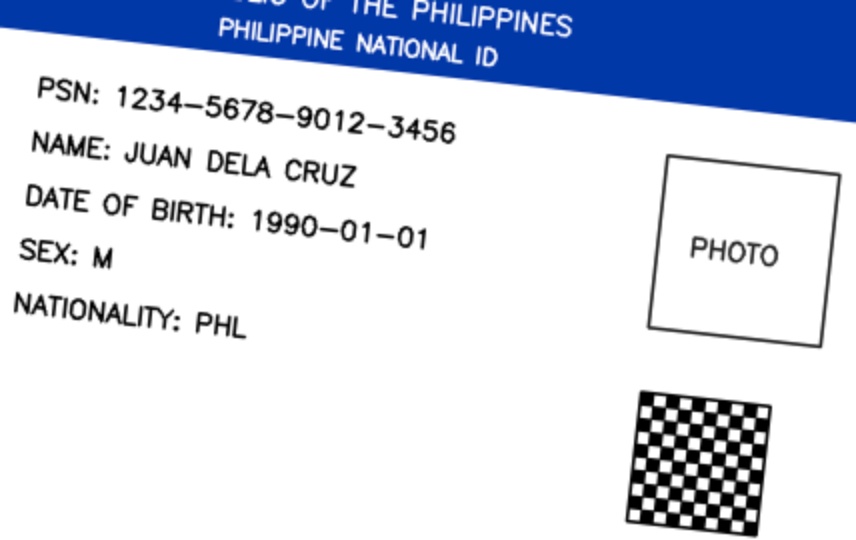 OF THE PHILIPPINES
PHILIPPINE NATIONAL ID
PSN: 1234-5678-9012-3456
NAME: JUAN DELA CRUZ
DATE OF BIRTH: 1990-01-01
SEX: M
NATIONALITY: PHL
PHOTO